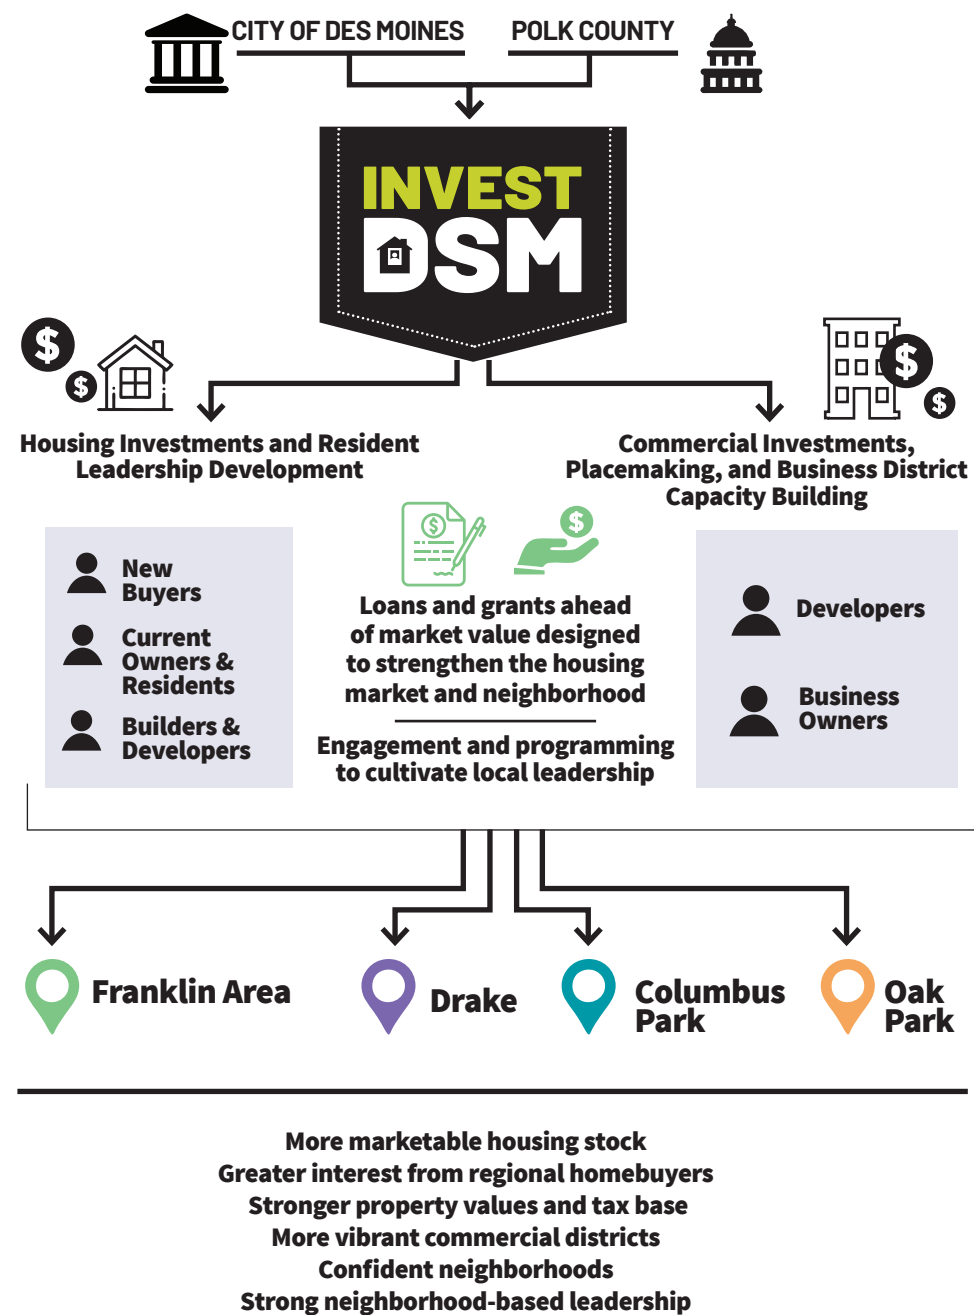 CITY OF DES MOINES
POLK COUNTY
INVEST
DSM
$
$
$
$
Housing Investments and Resident
Leadership Development
Commercial Investments,
Placemaking, and Business District
Capacity Building
$
$
New
Buyers
Current
Owners &
Residents
Builders &
Developers
Loans and grants ahead
of market value designed
to strengthen the housing
market and neighborhood
Engagement and programming
to cultivate local leadership
Developers
Business
Owners
Franklin Area
Drake
Columbus
Park
Oak
Park
More marketable housing stock
Greater interest from regional homebuyers
Stronger property values and tax base
More vibrant commercial districts
Confident neighborhoods
Strong neighborhood-based leadership